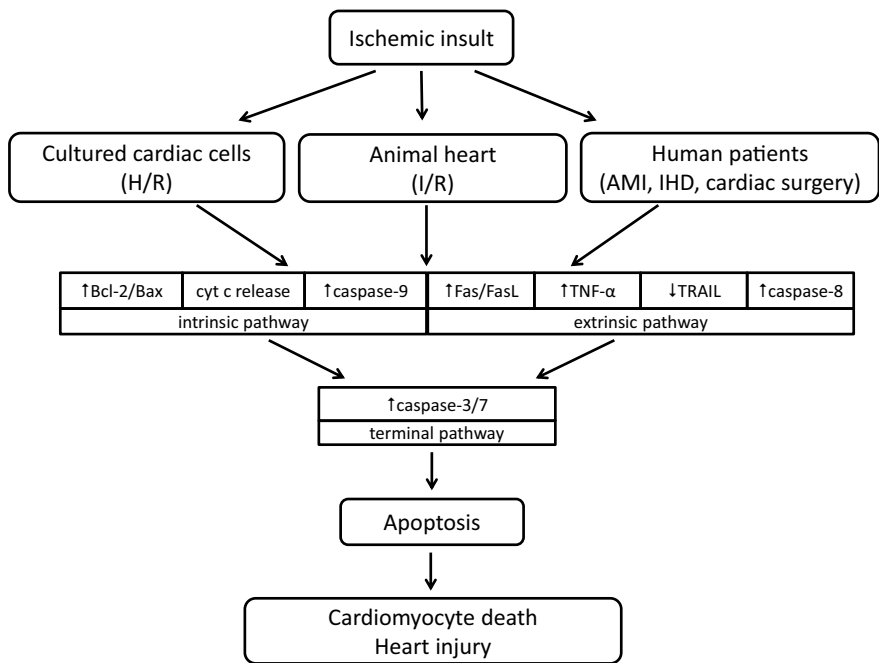 Ischemic insult
Cultured cardiac cells
(H/R)
Animal heart
(I/R)
Human patients
(AMI, IHD, cardiac surgery)
↑Bcl-2/Bax
cyt c release
↑caspase-9
↑Fas/FasL
↑TNF-α
↓TRAIL
↑caspase-8
intrinsic pathway
extrinsic pathway
↑caspase-3/7
terminal pathway
Apoptosis
Cardiomyocyte death
Heart injury